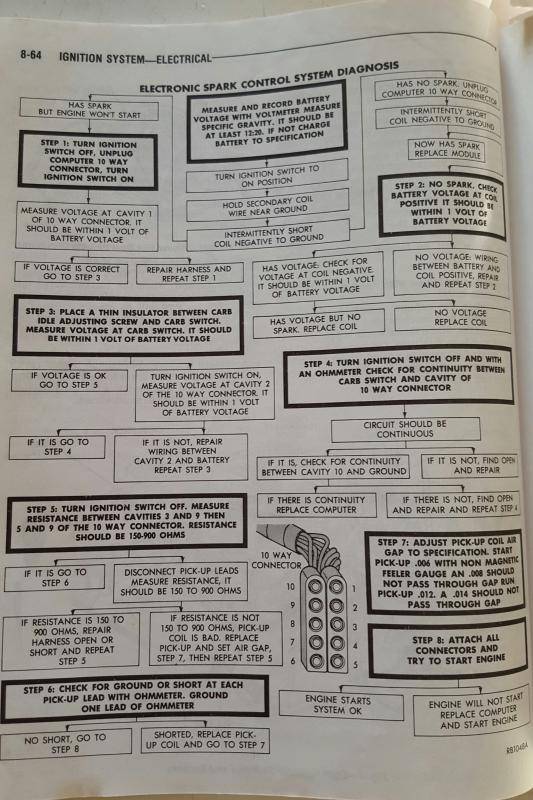 8-64 IGNITION SYSTEM—ELECTRICAL
ELECTRONIC SPARK CONTROL SYSTEM DIAGNOSIS
HAS SPARK
BUT ENGINE WON'T START
STEP 1: TURN IGNITION
SWITCH OFF, UNPLUG
COMPUTER 10 WAY
CONNECTOR, TURN
IGNITION SWITCH ON
MEASURE VOLTAGE AT CAVITY 1
OF 10 WAY CONNECTOR. IT
SHOULD BE WITHIN 1 VOLT OF
BATTERY VOLTAGE
IF VOLTAGE IS CORRECT
GO TO STEP 3
REPAIR HARNESS AND
REPEAT STEP 1
MEASURE AND RECORD BATTERY
VOLTAGE WITH VOLTMETER MEASURE
SPECIFIC GRAVITY. IT SHOULD BE
AT LEAST 12:20. IF NOT CHARGE
BATTERY TO SPECIFICATION
TURN IGNITION SWITCH TO
ON POSITION
HOLD SECONDARY COIL
WIRE NEAR GROUND
INTERMITTENTLY SHORT
COIL NEGATIVE TO GROUND
HAS NO SPARK. UNPLUG
COMPUTER 10 WAY CONNECTOR
INTERMITTENTLY SHORT
COIL NEGATIVE TO GROUND
NOW HAS SPARK
REPLACE MODULE
STEP 2: NO SPARK. CHECK
BATTERY VOLTAGE AT COIL
POSITIVE IT SHOULD BE
WITHIN 1 VOLT OF
BATTERY VOLTAGE
HAS VOLTAGE: CHECK FOR
VOLTAGE AT COIL NEGATIVE.
IT SHOULD BE WITHIN 1 VOLT
OF BATTERY VOLTAGE
NO VOLTAGE: WIRING
BETWEEN BATTERY AND
COIL POSITIVE, REPAIR
AND REPEAT STEP 2
HAS VOLTAGE BUT NO
SPARK. REPLACE COIL
NO VOLTAGE
REPLACE COIL
STEP 3: PLACE A THIN INSULATOR BETWEEN CARB
IDLE ADJUSTING SCREW AND CARB SWITCH.
MEASURE VOLTAGE AT CARB SWITCH. IT SHOULD
BE WITHIN 1 VOLT OF BATTERY VOLTAGE
IF VOLTAGE IS OK
GO TO STEP 5
TURN IGNITION SWITCH ON,
MEASURE VOLTAGE AT CAVITY 2
OF THE 10 WAY CONNECTOR. IT
SHOULD BE WITHIN 1 VOLT
OF BATTERY VOLTAGE
IF IT IS GO TO
STEP 4
IF IT IS NOT, REPAIR
WIRING BETWEEN
CAVITY 2 AND BATTERY
REPEAT STEP 3
STEP 4: TURN IGNITION SWITCH OFF AND WITH
AN OHMMETER CHECK FOR CONTINUITY BETWEEN
CARB SWITCH AND CAVITY OF
10 WAY CONNECTOR
CIRCUIT SHOULD BE
CONTINUOUS
IF IT IS, CHECK FOR CONTINUITY
BETWEEN CAVITY 10 AND GROUND
IF IT IS NOT, FIND OPEN
AND REPAIR
IF THERE IS CONTINUITY
REPLACE COMPUTER
IF THERE IS NOT, FIND OPEN
AND REPAIR AND REPEAT STEP 4
STEP 5: TURN IGNITION SWITCH OFF. MEASURE
RESISTANCE BETWEEN CAVITIES 3 AND 9 THEN
5 AND 9 OF THE 10 WAY CONNECTOR. RESISTANCE
SHOULD BE 150-900 OHMS
IF IT IS GO TO
STEP 6
DISCONNECT PICK-UP LEADS
MEASURE RESISTANCE, IT
SHOULD BE 150 TO 900 OHMS
IF RESISTANCE IS 150 TO
900 OHMS, REPAIR
HARNESS OPEN OR
SHORT AND REPEAT
STEP 5
IF RESISTANCE IS NOT
150 TO 900 OHMS, PICK-UP
COIL IS BAD. REPLACE
PICK-UP AND SET AIR GAP,
STEP 7, THEN REPEAT STEP 5
STEP 6: CHECK FOR GROUND OR SHORT AT EACH
PICK-UP LEAD WITH OHMMETER. GROUND
ONE LEAD OF OHMMETER
NO SHORT, GO TO
STEP 8
SHORTED, REPLACE PICK-
UP COIL AND GO TO STEP 7
10 WAY
CONNECTOR
10 1
9 2
8 3
7 4
6 5
STEP 7: ADJUST PICK-UP COIL AIR
GAP TO SPECIFICATION. START
PICK-UP .006 WITH NON MAGNETIC
FEELER GAUGE AN .008 SHOULD
NOT PASS THROUGH GAP RUN
PICK-UP .012. A .014 SHOULD NOT
PASS THROUGH GAP
STEP 8: ATTACH ALL
CONNECTORS AND
TRY TO START ENGINE
ENGINE STARTS
SYSTEM OK
ENGINE WILL NOT START
REPLACE COMPUTER
AND START ENGINE
RB1048A